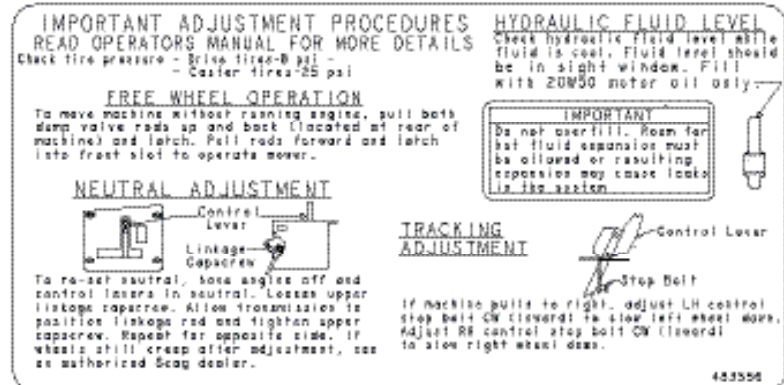 IMPORTANT ADJUSTMENT PROCEDURES
READ OPERATORS MANUAL FOR MORE DETAILS
Check tire pressure - Drive tires-8 psi -
- Caster tires-25 psi
FREE WHEEL OPERATION
To move machine without running engine, pull both
dump valve rods up and back (located at rear of
machine) and latch. Pull rods forward and latch
into front slot to operate mower.
NEUTRAL ADJUSTMENT
Control
Lever
Linkage
Capscrew
To re-set neutral, have engine off and
control levers in neutral. Loosen upper
linkage capscrew. Allow transmission to
position linkage rod and tighten upper
capscrew. Repeat for opposite side. If
wheels still creep after adjustment, see
an authorized Scag dealer.
HYDRAULIC FLUID LEVEL
Check hydraulic fluid level while
fluid is cool. Fluid level should
be in sight window. Fill
with 20W50 motor oil only.
IMPORTANT
Do not overfill. Room for
hot fluid expansion must
be allowed or resulting
expansion may cause leaks
in the system
TRACKING
ADJUSTMENT
Control Lever
Stop Bolt
If machine pulls to right, adjust LH control
stop bolt CW (inward) to slow left wheel down.
Adjust RH control stop bolt CW (inward)
to slow right wheel down.
483556